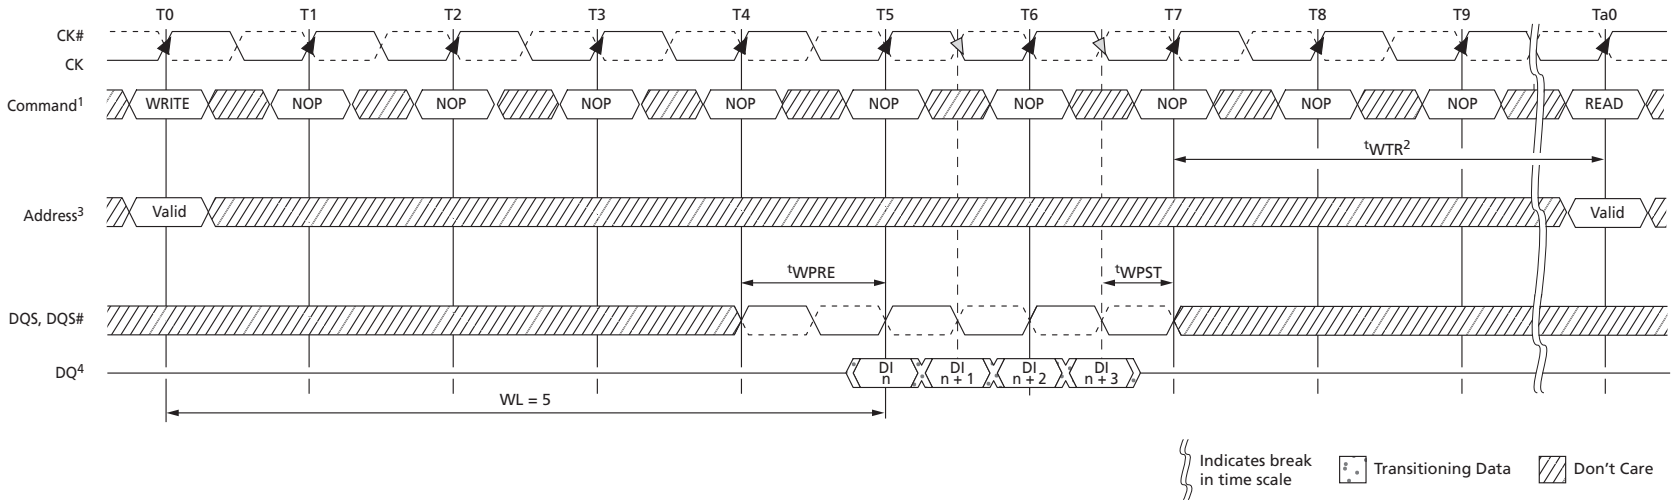 T0 T1 T2 T3 T4 T5 T6 T7 T8 T9 Ta0
CK#
CK
Command1 WRITE NOP NOP NOP NOP NOP NOP NOP NOP NOP READ
tWTR2
Address3 Valid Valid
tWPRE tWPST
DQS, DQS#
DQ4 DI n DI n + 1 DI n + 2 DI n + 3
WL = 5
Indicates break in time scale
Transitioning Data
Don't Care